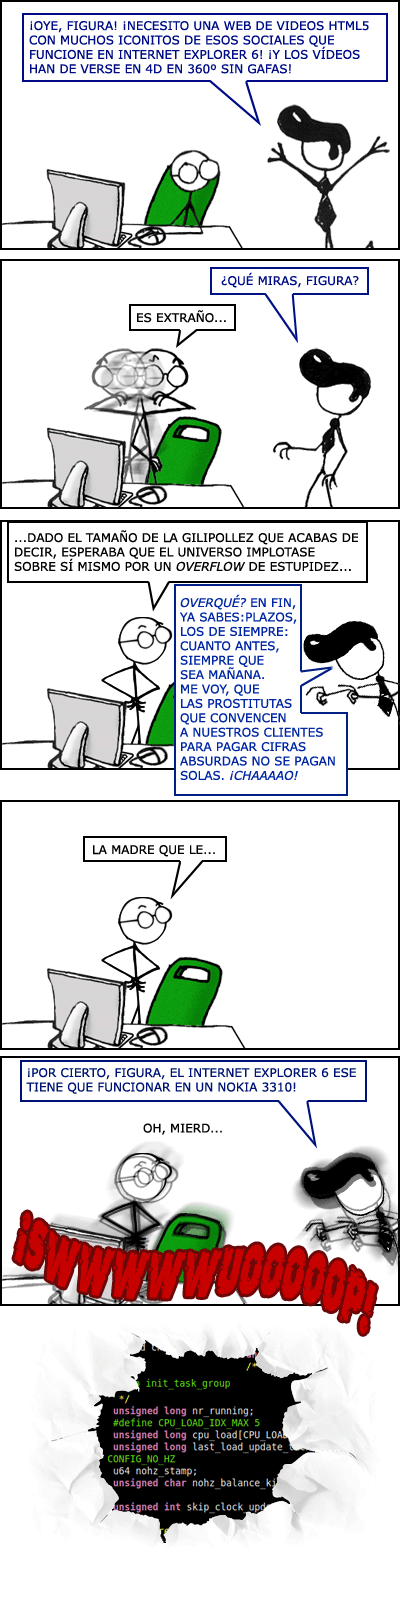 ¡OYE, FIGURA! ¡NECESITO UNA WEB DE VIDEOS HTML5
CON MUCHOS ICONITOS DE ESOS SOCIALES QUE
FUNCIONE EN INTERNET EXPLORER 6! ¡Y LOS VÍDEOS
HAN DE VERSE EN 4D EN 360º SIN GAFAS!
¿QUÉ MIRAS, FIGURA?
ES EXTRAÑO...
...DADO EL TAMAÑO DE LA GILIPOLLEZ QUE ACABAS DE
DECIR, ESPERABA QUE EL UNIVERSO IMPLOTASE
SOBRE SÍ MISMO POR UN OVERFLOW DE ESTUPIDEZ...
OVERQUÉ? EN FIN,
YA SABES:PLAZOS,
LOS DE SIEMPRE:
CUANTO ANTES,
SIEMPRE QUE
SEA MAÑANA.
ME VOY, QUE
LAS PROSTITUTAS
QUE CONVENCEN
A NUESTROS CLIENTES
PARA PAGAR CIFRAS
ABSURDAS NO SE PAGAN
SOLAS. ¡CHAAAAO!
LA MADRE QUE LE...
¡POR CIERTO, FIGURA, EL INTERNET EXPLORER 6 ESE
TIENE QUE FUNCIONAR EN UN NOKIA 3310!
OH, MIERD...
¡SWWWWWUOOOOOP!
/*
init_task_group
*/
unsigned long nr_running;
#define CPU_LOAD_IDX_MAX 5
unsigned long cpu_load[CPU_LOA
unsigned long last_load_update_
CONFIG_NO_HZ
u64 nohz_stamp;
unsigned char nohz_balance_ki
unsigned int skip_clock_upd